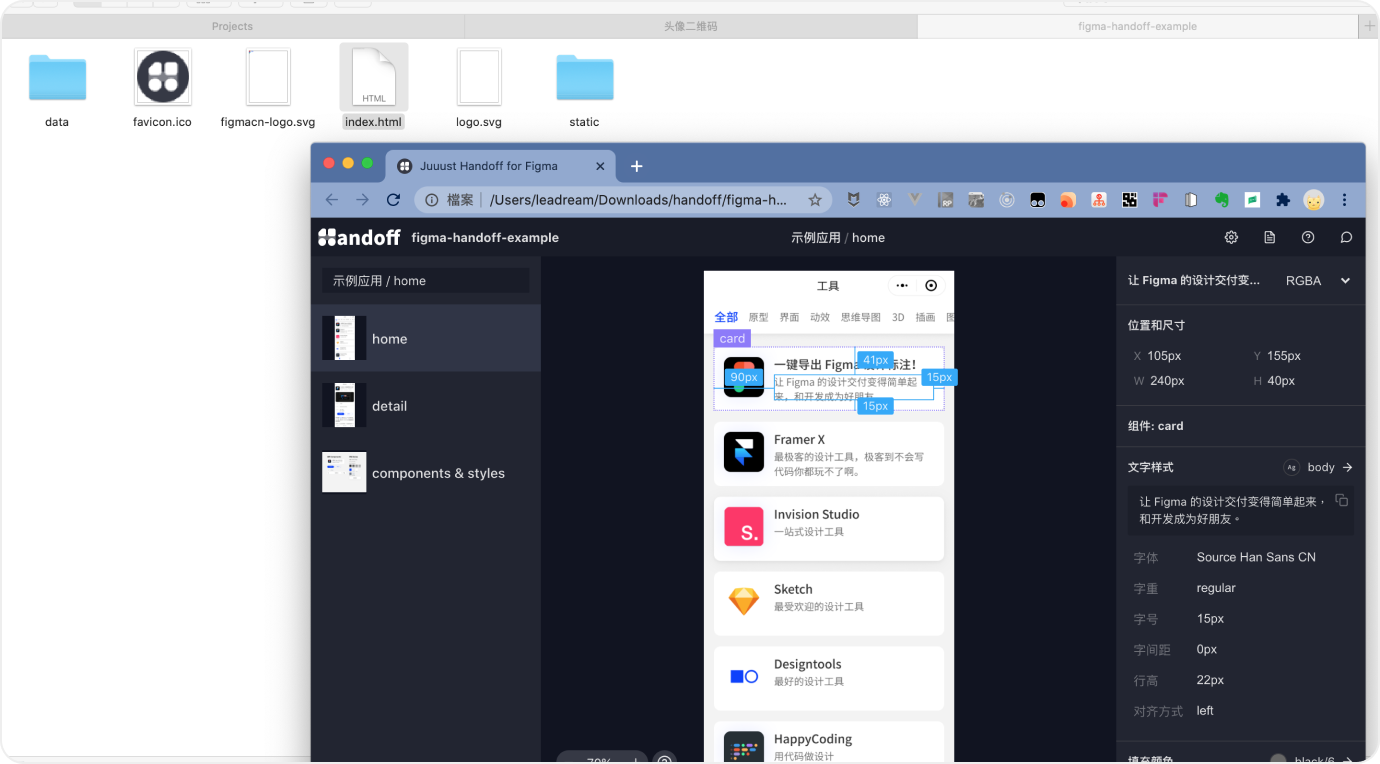 Projects
头像二维码
figma-handoff-example
HTML
data
favicon.ico
figmacn-logo.svg
index.html
logo.svg
static
Juuust Handoff for Figma
檔案
/Users/leadream/Downloads/handoff/figma-h...
RP
Handoff
figma-handoff-example
示例应用 / home
示例应用 / home
home
detail
components & styles
工具
全部
原型
界面
动效
思维导图
3D
插画
card
一键导出 Figma
标注！
41px
90px
15px
让 Figma 的设计交付变得简单起
来，和开发成为好朋友
15px
Framer X
最极客的设计工具，极客到不会写
代码你都玩不了啊。
S.
Invision Studio
一站式设计工具
Sketch
最受欢迎的设计工具
Designtools
最好的设计工具
HappyCoding
用代码做设计
70%
让 Figma 的设计交付变...
RGBA
位置和尺寸
X 105px
Y 155px
W 240px
H 40px
组件: card
文字样式
Ag
body
让 Figma 的设计交付变得简单起来，
和开发成为好朋友。
字体 Source Han Sans CN
字重 regular
字号 15px
字间距 0px
行高 22px
对齐方式 left
填充颜色
black/6